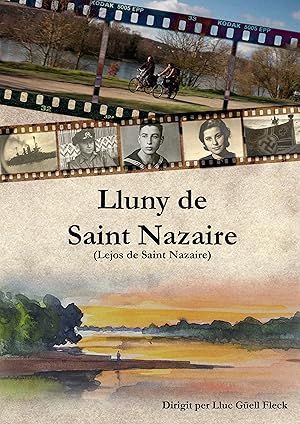 KODAK 5005 EPP
KODAK 5005 EPP
Lluny de
Saint Nazaire
(Lejos de Saint Nazaire)
Dirigit per Lluc Güell Fleck